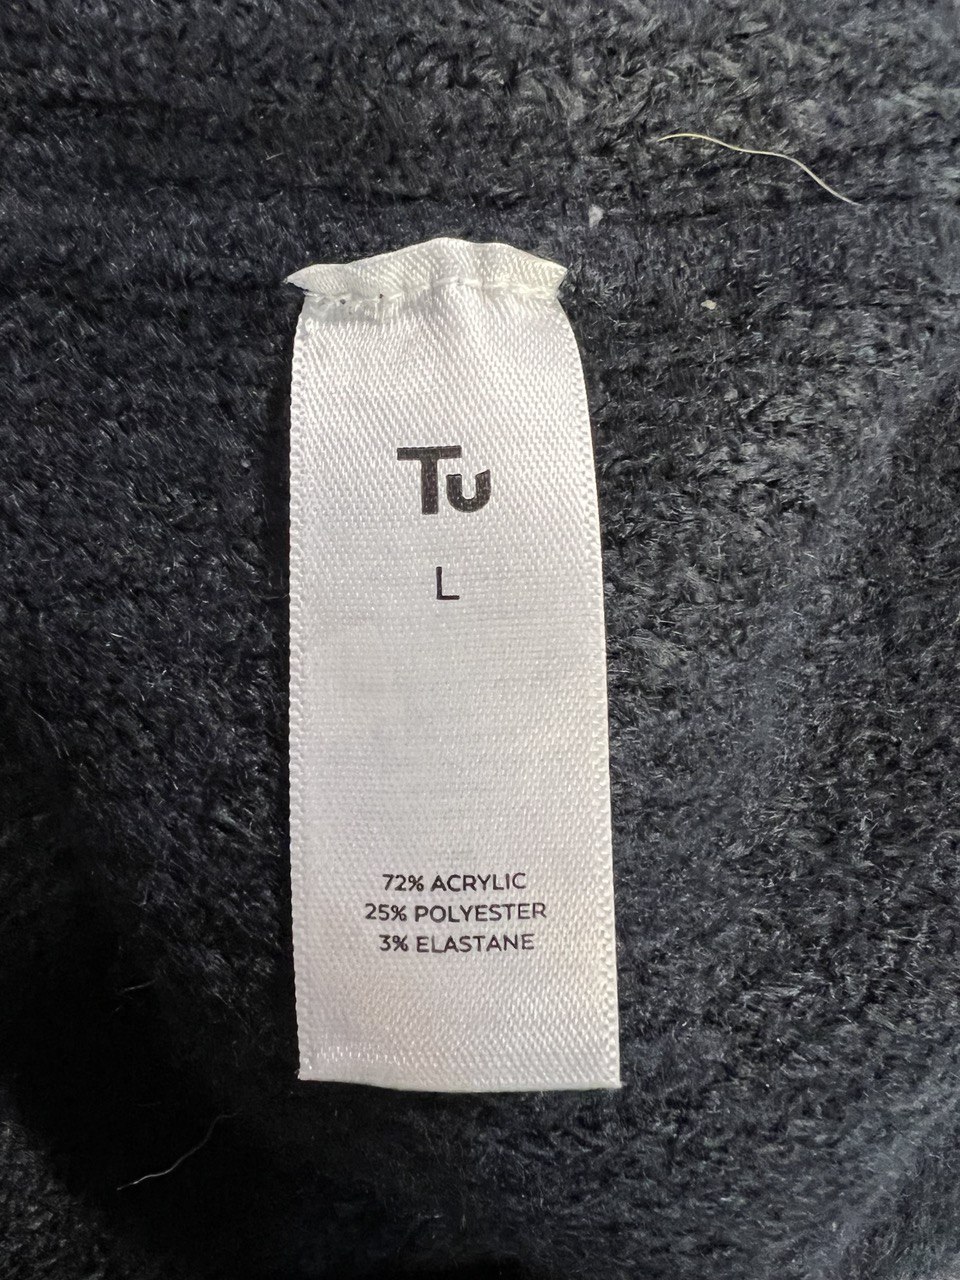 Tu
L
72% ACRYLIC
25% POLYESTER
3% ELASTANE